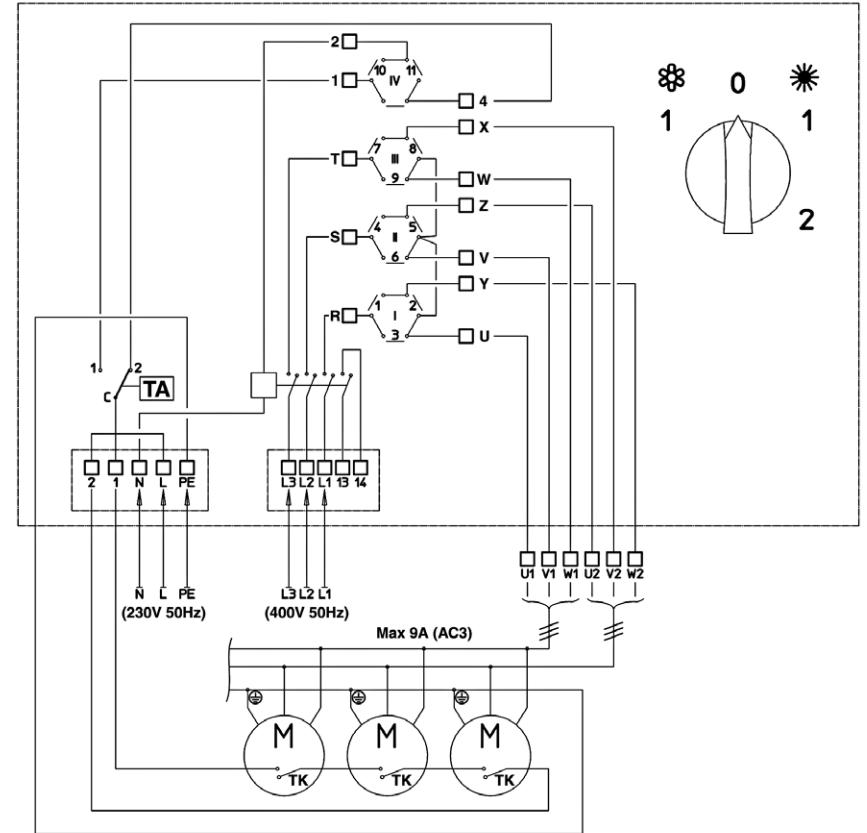 2
10 11
1 IV
4
0
1 1
2
X
7 8
T III
9 W
Z
4 5
S II
6 V
Y
1 2
R I
3 U
1 2
C TA
2 1 N L PE
L3 L2 L1 13 14
U1 V1 W1 U2 V2 W2
N L PE
(230V 50Hz)
L3 L2 L1
(400V 50Hz)
Max 9A (AC3)
M M M
TK TK TK